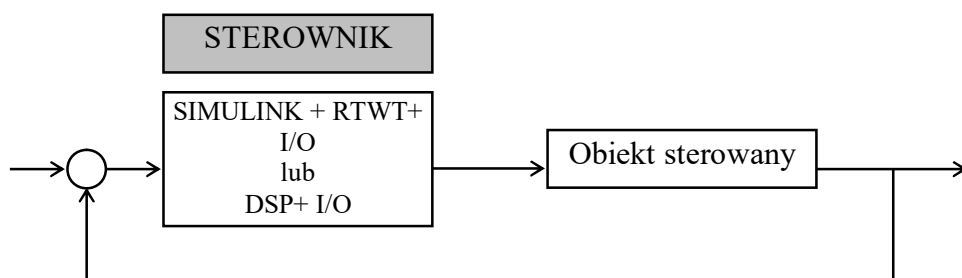 STEROWNIK
SIMULINK + RTWT+
I/O
lub
DSP+ I/O
Obiekt sterowany